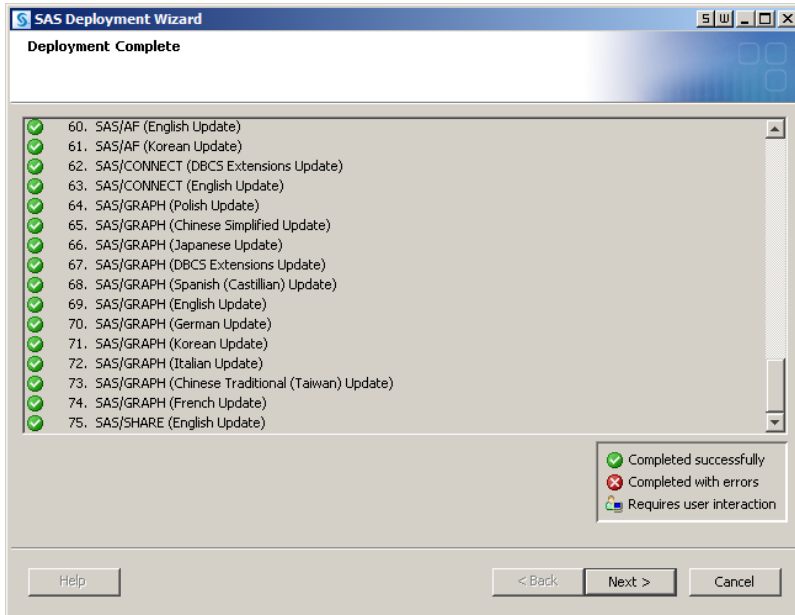 SAS Deployment Wizard
S W
Deployment Complete
60. SAS/AF (English Update)
61. SAS/AF (Korean Update)
62. SAS/CONNECT (DBCS Extensions Update)
63. SAS/CONNECT (English Update)
64. SAS/GRAPH (Polish Update)
65. SAS/GRAPH (Chinese Simplified Update)
66. SAS/GRAPH (Japanese Update)
67. SAS/GRAPH (DBCS Extensions Update)
68. SAS/GRAPH (Spanish (Castillian) Update)
69. SAS/GRAPH (English Update)
70. SAS/GRAPH (German Update)
71. SAS/GRAPH (Korean Update)
72. SAS/GRAPH (Italian Update)
73. SAS/GRAPH (Chinese Traditional (Taiwan) Update)
74. SAS/GRAPH (French Update)
75. SAS/SHARE (English Update)
Completed successfully
Completed with errors
Requires user interaction
Help
< Back
Next >
Cancel